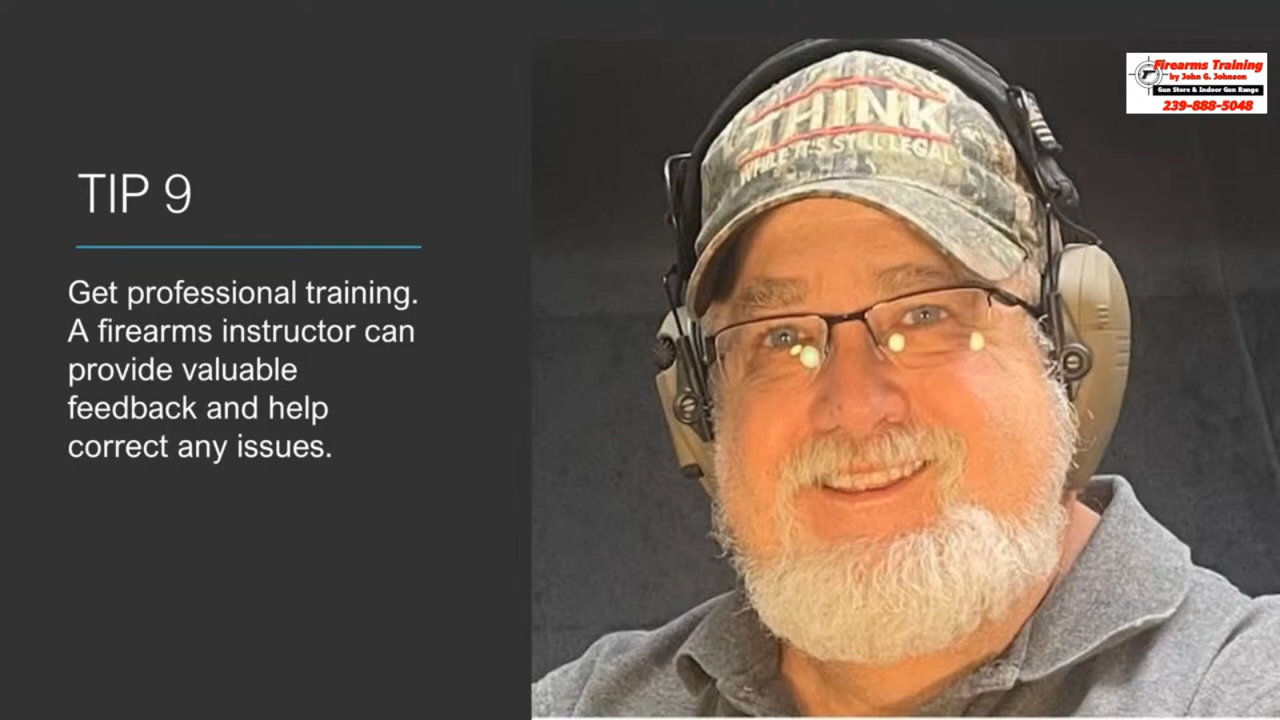 TIP 9
Get professional training.
A firearms instructor can
provide valuable
feedback and help
correct any issues.
THINK
WHILE IT'S STILL LEGAL
Firearms Training
by John G. Johnson
Gun Store & Indoor Gun Range
239-888-5048